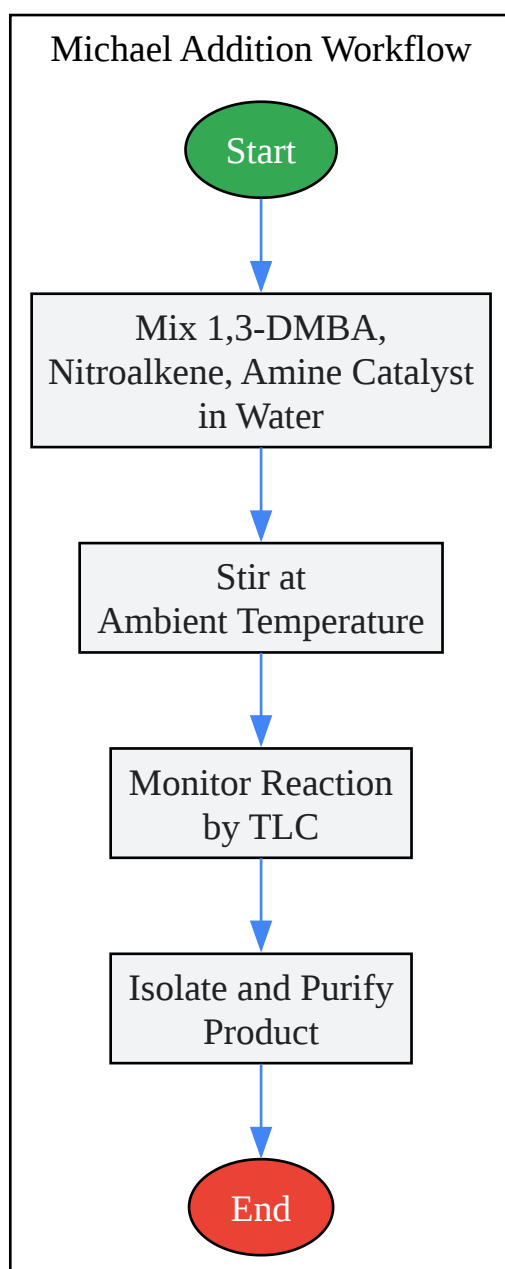 Michael Addition Workflow
Start
Mix 1,3-DMBA,
Nitroalkene, Amine Catalyst
in Water
Stir at
Ambient Temperature
Monitor Reaction
by TLC
Isolate and Purify
Product
End